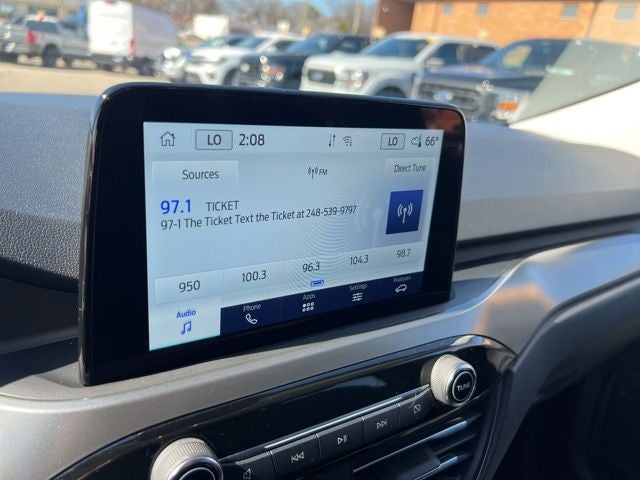 LO 2:08 LO 66°
Sources FM Direct Tune
97.1 TICKET
97-1 The Ticket Text the Ticket at 248-539-9797
950 100.3 96.3 104.3 98.7
Audio Phone Apps Settings Features
TUNE